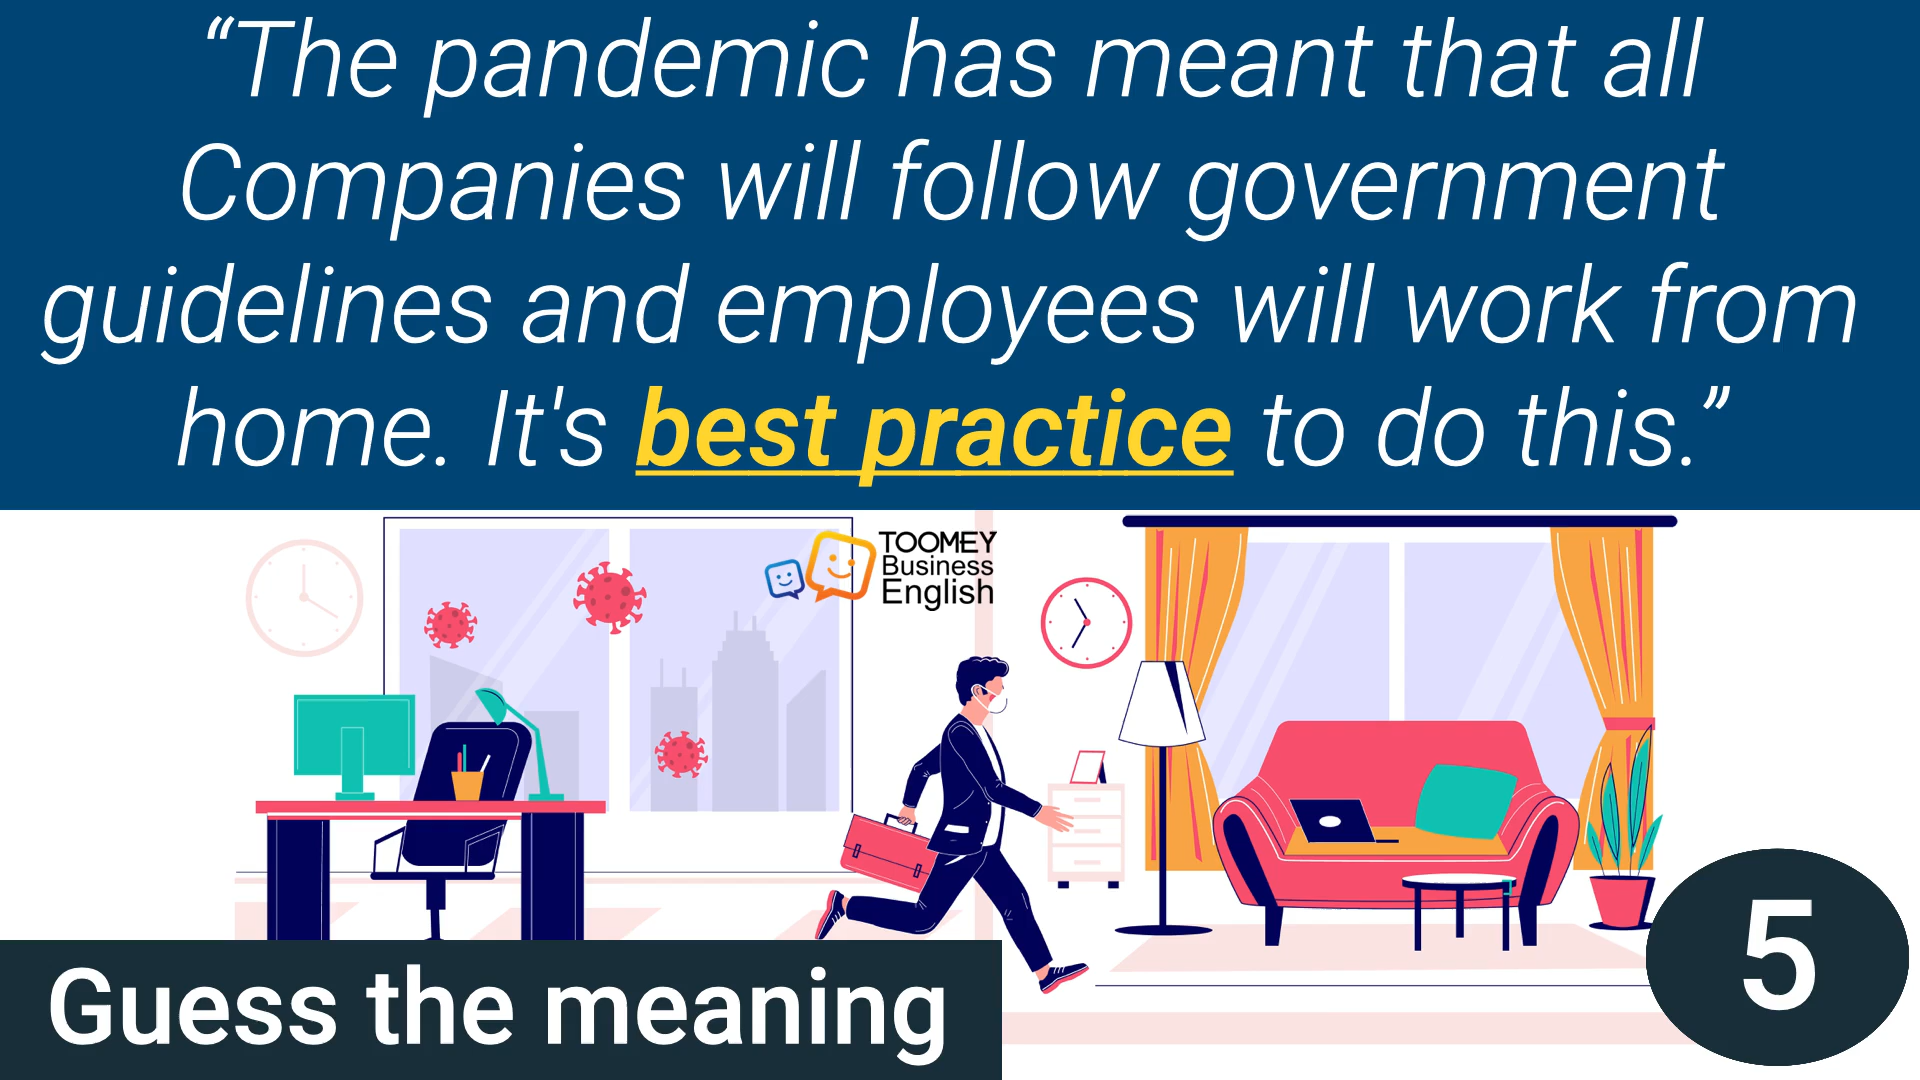 “The pandemic has meant that all
Companies will follow government
guidelines and employees will work from
home. It's best practice to do this.”
TOOMEY
Business
English
Guess the meaning
5